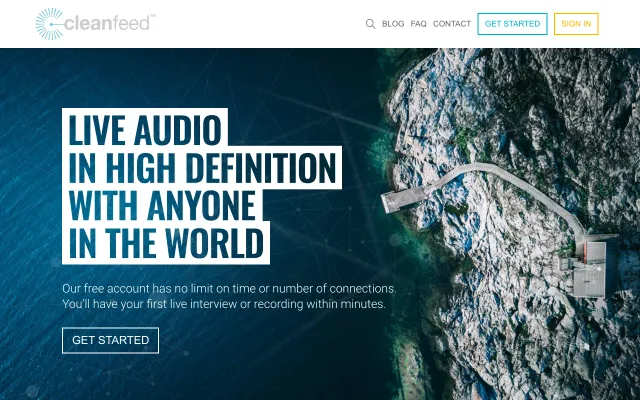 cleanfeed™
BLOG FAQ CONTACT GET STARTED SIGN IN
LIVE AUDIO
IN HIGH DEFINITION
WITH ANYONE
IN THE WORLD
Our free account has no limit on time or number of connections.
You'll have your first live interview or recording within minutes.
GET STARTED